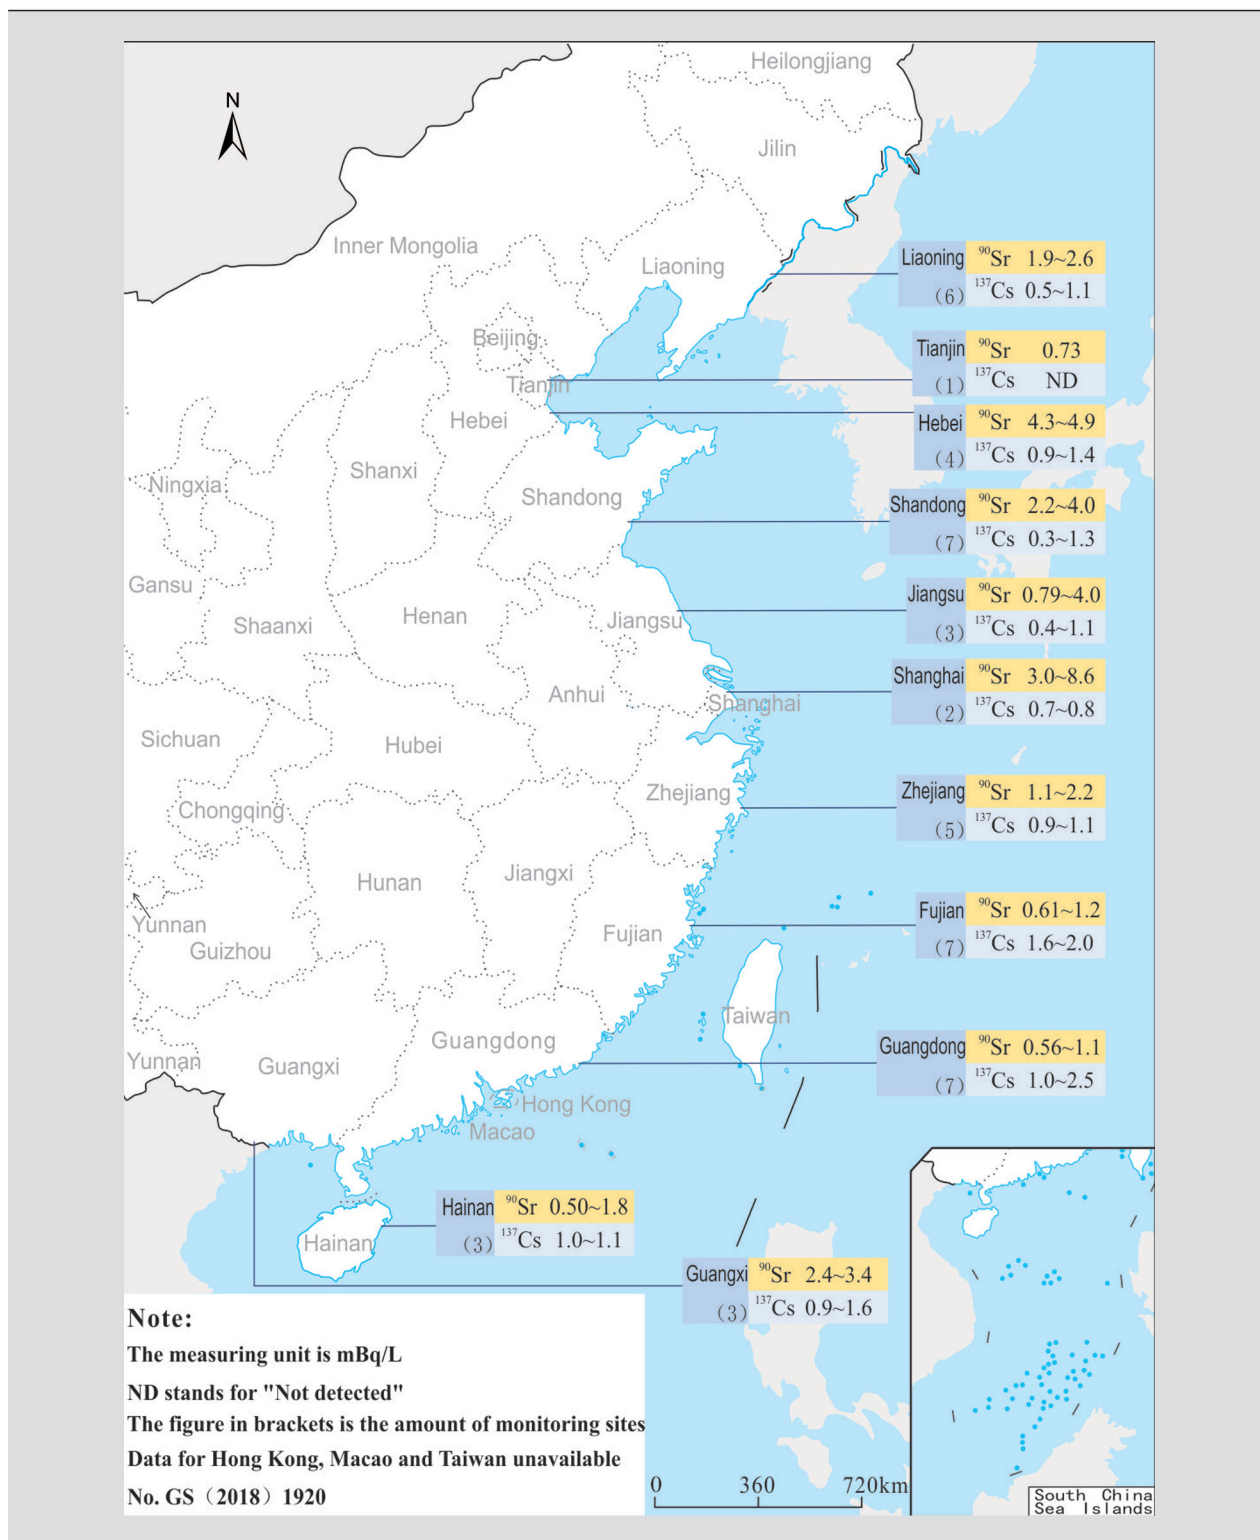 N
Heilongjiang
Jilin
Inner Mongolia
Liaoning
Beijing
Tianjin
Hebei
Ningxia
Shanxi
Shandong
Gansu
Shaanxi
Henan
Jiangsu
Anhui
Shanghai
Sichuan
Hubei
Zhejiang
Chongqing
Hunan
Jiangxi
Yunnan
Guizhou
Fujian
Taiwan
Yunnan
Guangxi
Guangdong
Hong Kong
Macao
Hainan
Liaoning ⁹⁰Sr 1.9~2.6
(6) ¹³⁷Cs 0.5~1.1
Tianjin ⁹⁰Sr 0.73
(1) ¹³⁷Cs ND
Hebei ⁹⁰Sr 4.3~4.9
(4) ¹³⁷Cs 0.9~1.4
Shandong ⁹⁰Sr 2.2~4.0
(7) ¹³⁷Cs 0.3~1.3
Jiangsu ⁹⁰Sr 0.79~4.0
(3) ¹³⁷Cs 0.4~1.1
Shanghai ⁹⁰Sr 3.0~8.6
(2) ¹³⁷Cs 0.7~0.8
Zhejiang ⁹⁰Sr 1.1~2.2
(5) ¹³⁷Cs 0.9~1.1
Fujian ⁹⁰Sr 0.61~1.2
(7) ¹³⁷Cs 1.6~2.0
Guangdong ⁹⁰Sr 0.56~1.1
(7) ¹³⁷Cs 1.0~2.5
Hainan ⁹⁰Sr 0.50~1.8
(3) ¹³⁷Cs 1.0~1.1
Guangxi ⁹⁰Sr 2.4~3.4
(3) ¹³⁷Cs 0.9~1.6
Note:
The measuring unit is mBq/L
ND stands for "Not detected"
The figure in brackets is the amount of monitoring sites
Data for Hong Kong, Macao and Taiwan unavailable
No. GS（2018）1920
0 360 720km
South China
Sea Islands